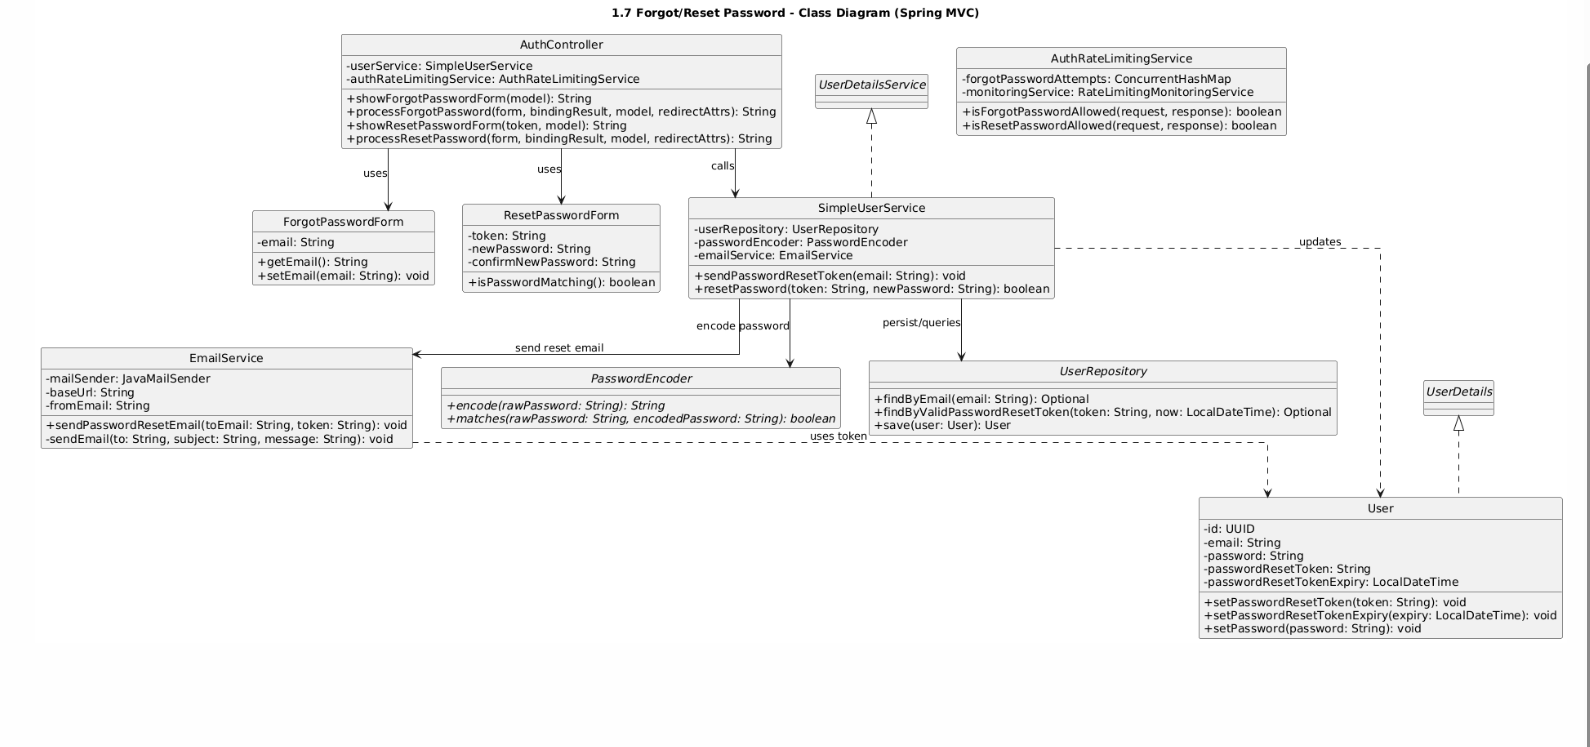 1.7 Forgot/Reset Password - Class Diagram (Spring MVC)
AuthController
-userService: SimpleUserService
-authRateLimitingService: AuthRateLimitingService
+showForgotPasswordForm(model): String
+processForgotPassword(form, bindingResult, model, redirectAttrs): String
+showResetPasswordForm(token, model): String
+processResetPassword(form, bindingResult, model, redirectAttrs): String
UserDetailsService
AuthRateLimitingService
-forgotPasswordAttempts: ConcurrentHashMap
-monitoringService: RateLimitingMonitoringService
+isForgotPasswordAllowed(request, response): boolean
+isResetPasswordAllowed(request, response): boolean
uses
uses
calls
ForgotPasswordForm
-email: String
+getEmail(): String
+setEmail(email: String): void
ResetPasswordForm
-token: String
-newPassword: String
-confirmNewPassword: String
+isPasswordMatching(): boolean
SimpleUserService
-userRepository: UserRepository
-passwordEncoder: PasswordEncoder
-emailService: EmailService
+sendPasswordResetToken(email: String): void
+resetPassword(token: String, newPassword: String): boolean
updates
send reset email
encode password
persist/queries
EmailService
-mailSender: JavaMailSender
-baseUrl: String
-fromEmail: String
+sendPasswordResetEmail(toEmail: String, token: String): void
-sendEmail(to: String, subject: String, message: String): void
PasswordEncoder
+encode(rawPassword: String): String
+matches(rawPassword: String, encodedPassword: String): boolean
UserRepository
+findByEmail(email: String): Optional
+findByValidPasswordResetToken(token: String, now: LocalDateTime): Optional
+save(user: User): User
UserDetails
uses token
User
-id: UUID
-email: String
-password: String
-passwordResetToken: String
-passwordResetTokenExpiry: LocalDateTime
+setPasswordResetToken(token: String): void
+setPasswordResetTokenExpiry(expiry: LocalDateTime): void
+setPassword(password: String): void